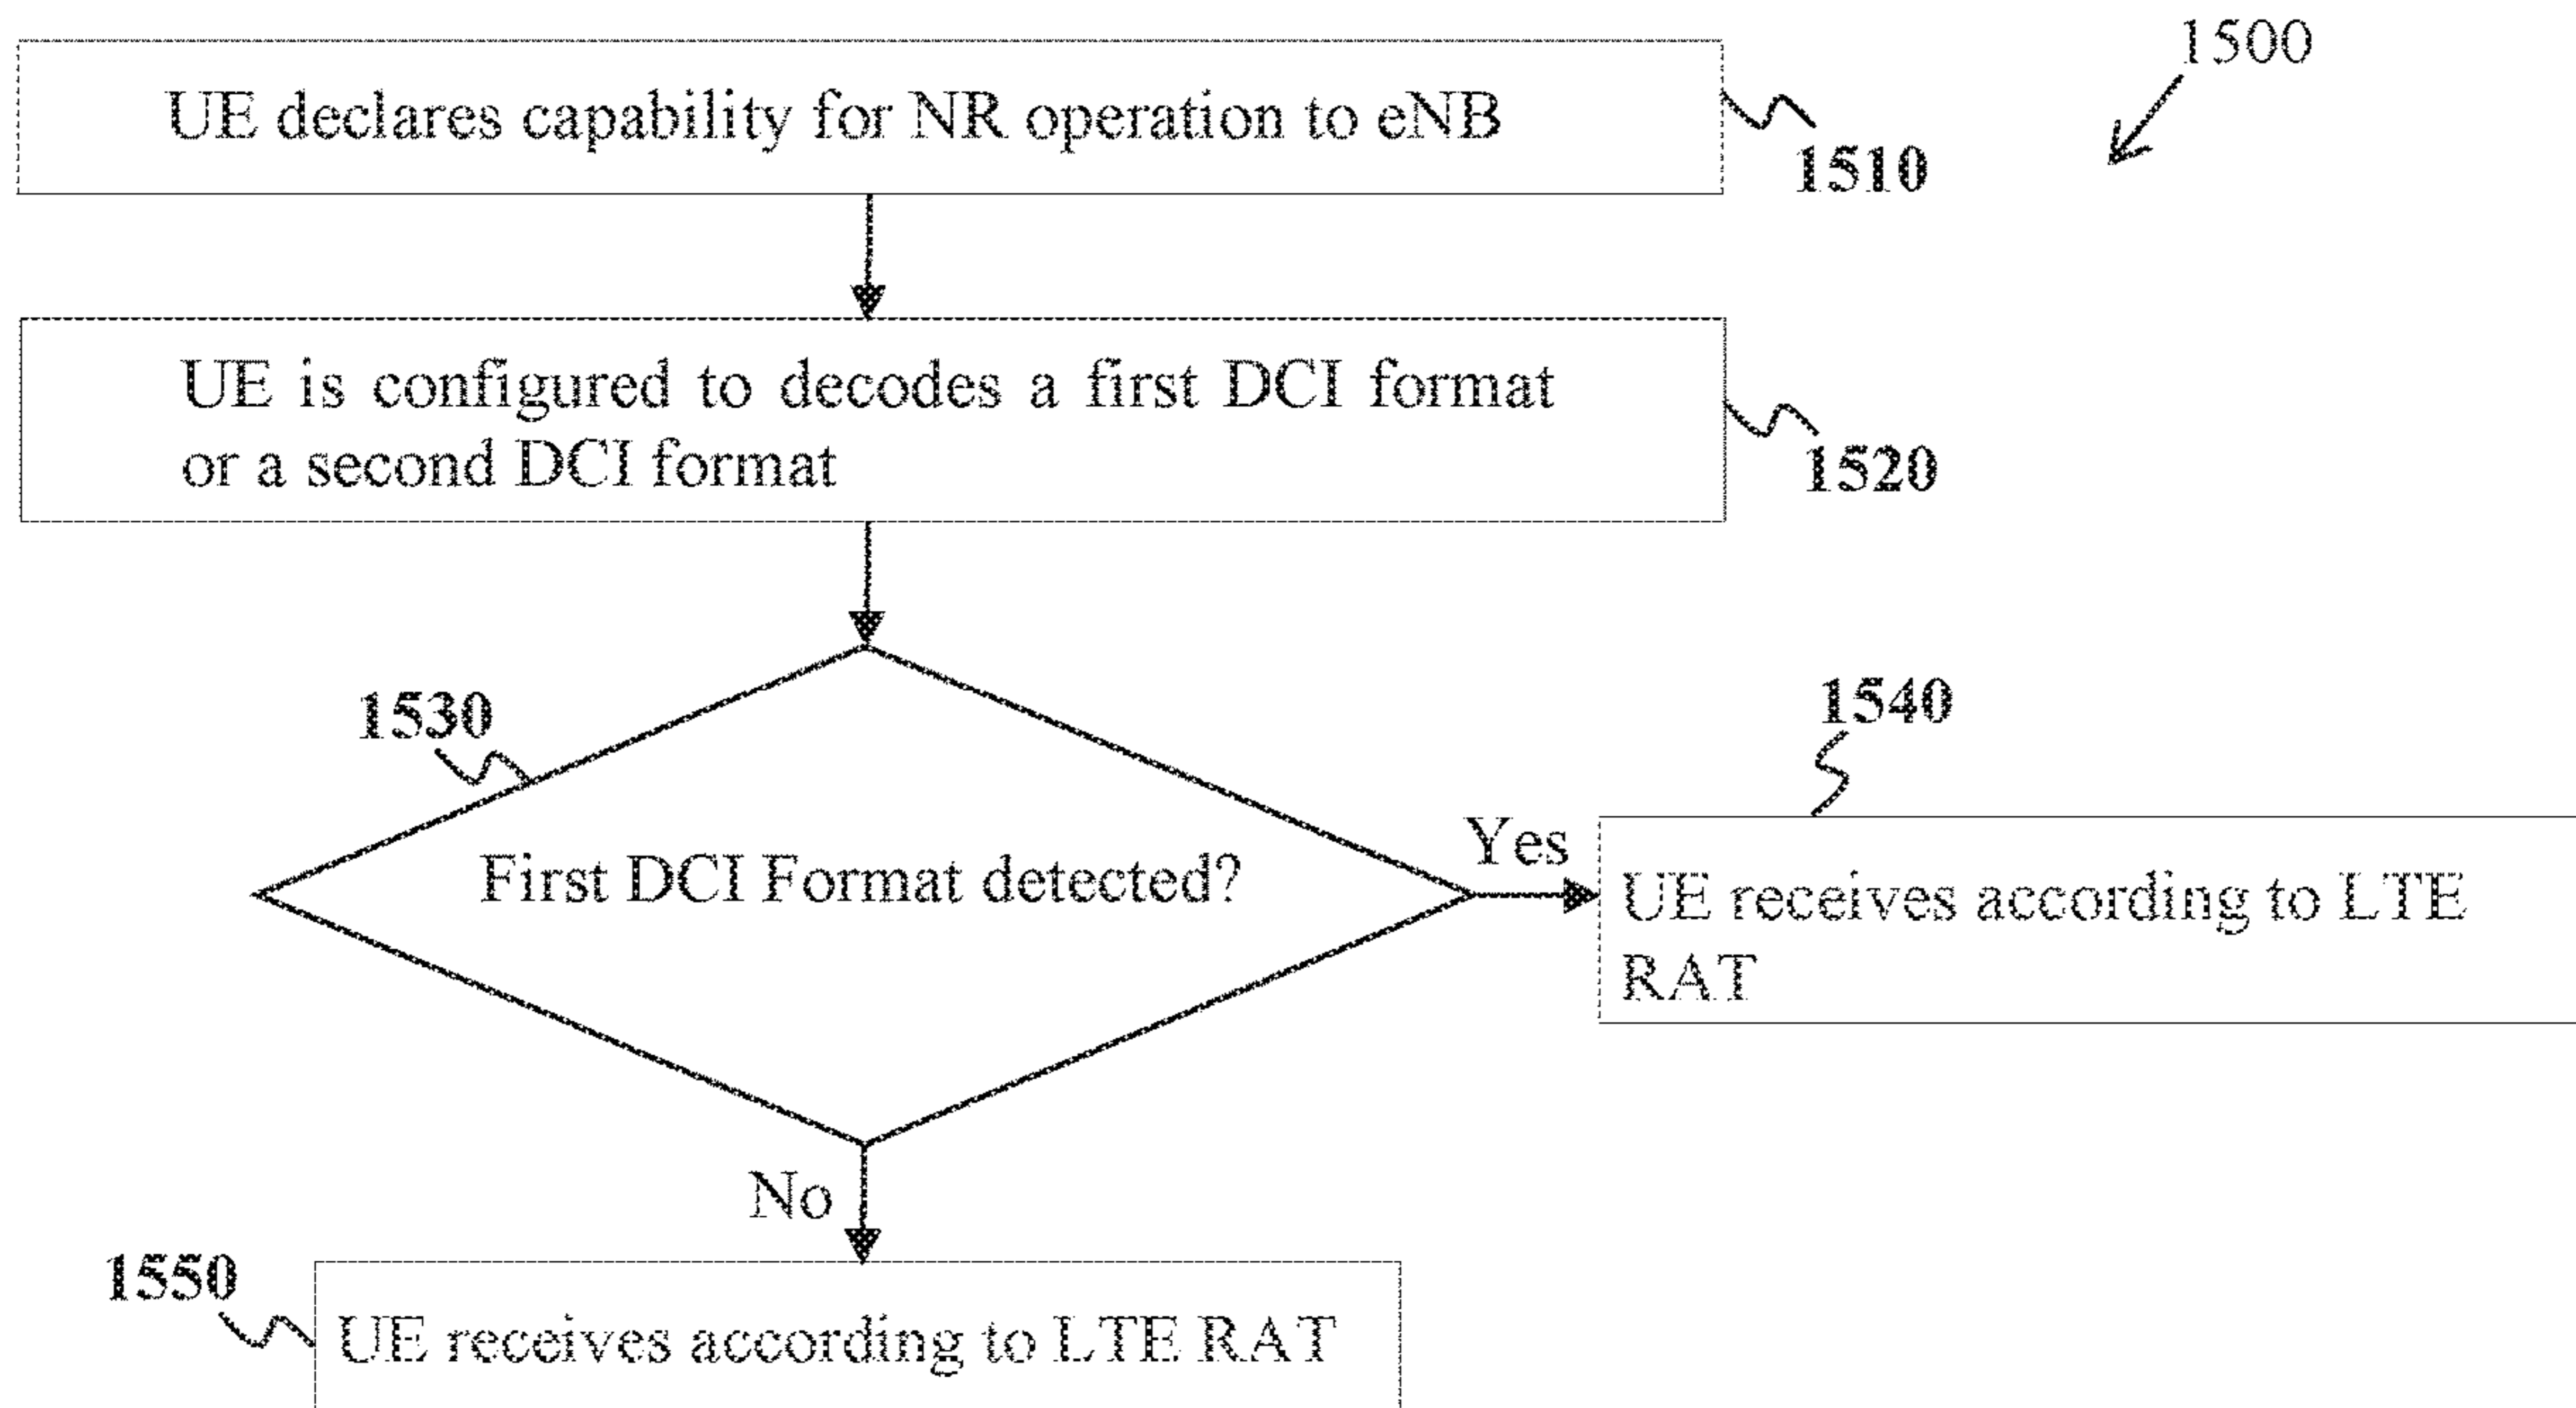 1500
UE declares capability for NR operation to eNB
1510
UE is configured to decodes a first DCI format
or a second DCI format
1520
1530
First DCI Format detected?
Yes
1540
UE receives according to LTE
RAT
No
1550
UE receives according to LTE RAT